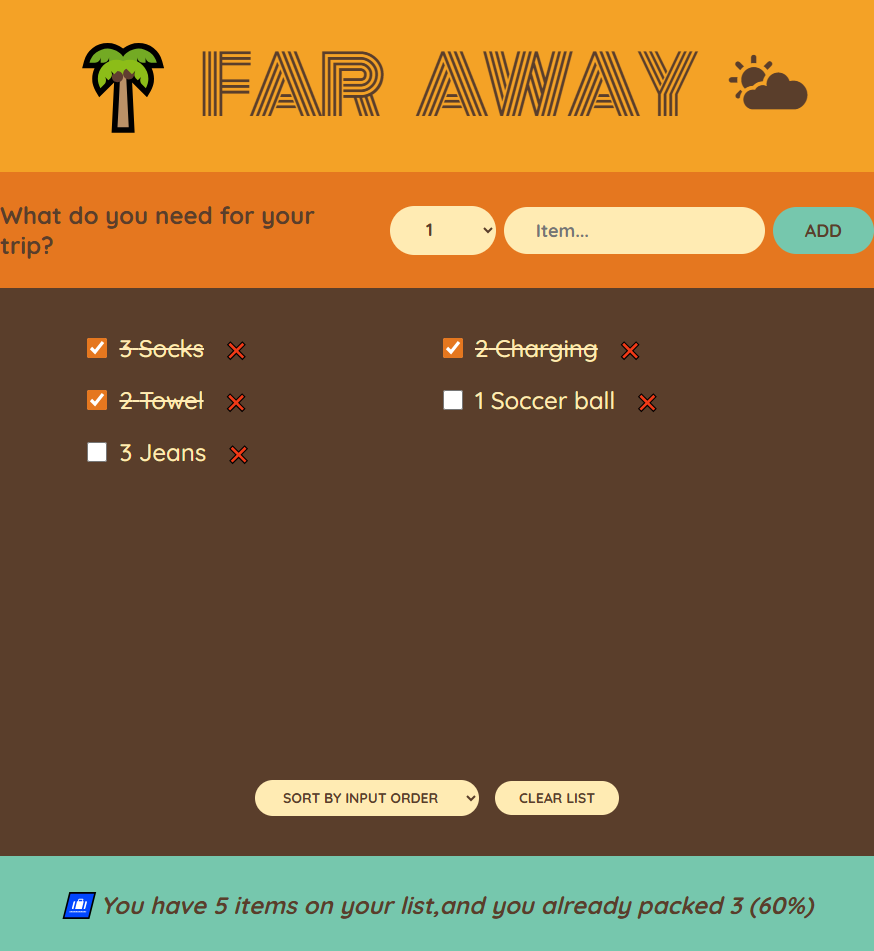 FAR AWAY
What do you need for your
trip?
1
Item...
ADD
3 Socks
2 Charging
2 Towel
1 Soccer ball
3 Jeans
SORT BY INPUT ORDER
CLEAR LIST
You have 5 items on your list,and you already packed 3 (60%)